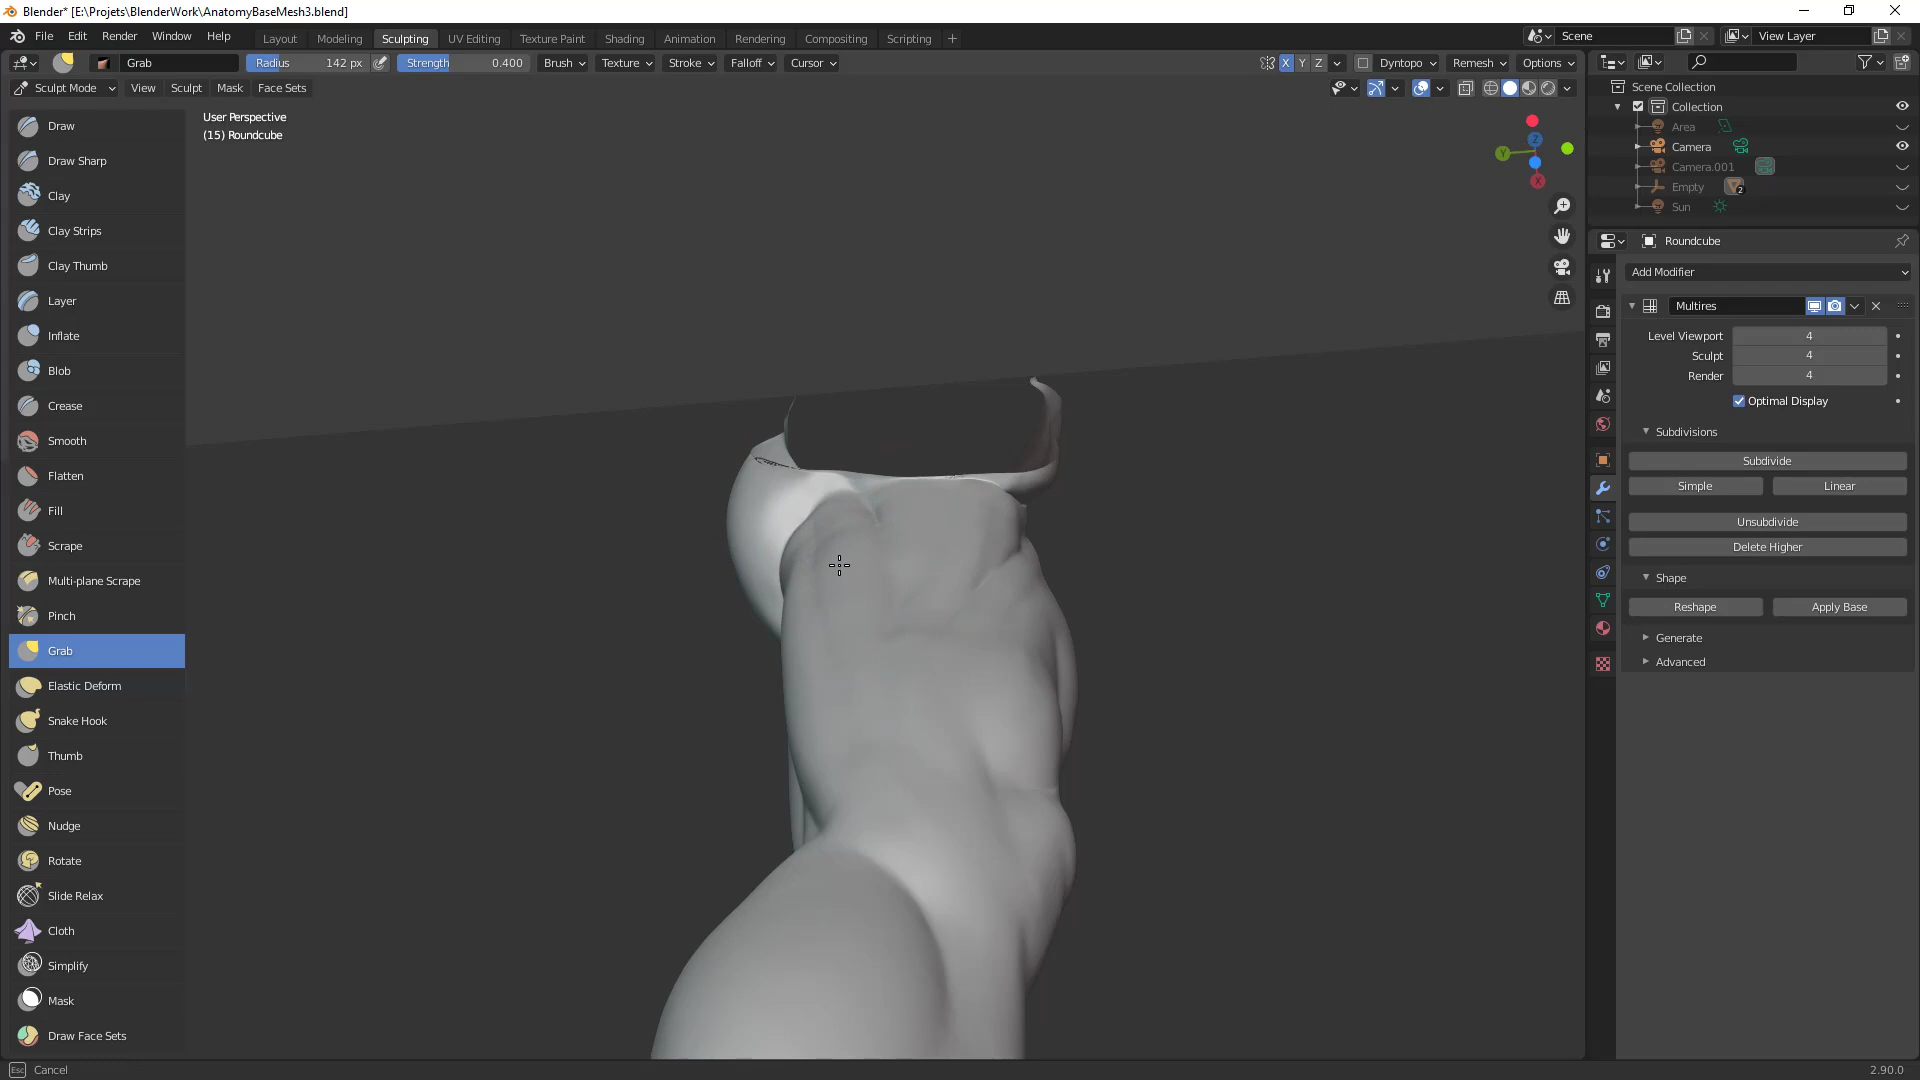 Blender* [E:\Projets\BlenderWork\AnatomyBaseMesh3.blend]
File Edit Render Window Help Layout Modeling Sculpting UV Editing Texture Paint Shading Animation Rendering Compositing Scripting + Scene View Layer
Grab Radius 142 px Strength 0.400 Brush Texture Stroke Falloff Cursor X Y Z Dyntopo Remesh Options
Sculpt Mode View Sculpt Mask Face Sets
User Perspective
(15) Roundcube
Draw
Draw Sharp
Clay
Clay Strips
Clay Thumb
Layer
Inflate
Blob
Crease
Smooth
Flatten
Fill
Scrape
Multi-plane Scrape
Pinch
Grab
Elastic Deform
Snake Hook
Thumb
Pose
Nudge
Rotate
Slide Relax
Cloth
Simplify
Mask
Draw Face Sets
Z
Y
X
Scene Collection
Collection
Area
Camera
Camera.001
Empty 2
Sun
Roundcube
Add Modifier
Multires
Level Viewport 4
Sculpt 4
Render 4
Optimal Display
Subdivisions
Subdivide
Simple Linear
Unsubdivide
Delete Higher
Shape
Reshape Apply Base
Generate
Advanced
Esc Cancel 2.90.0